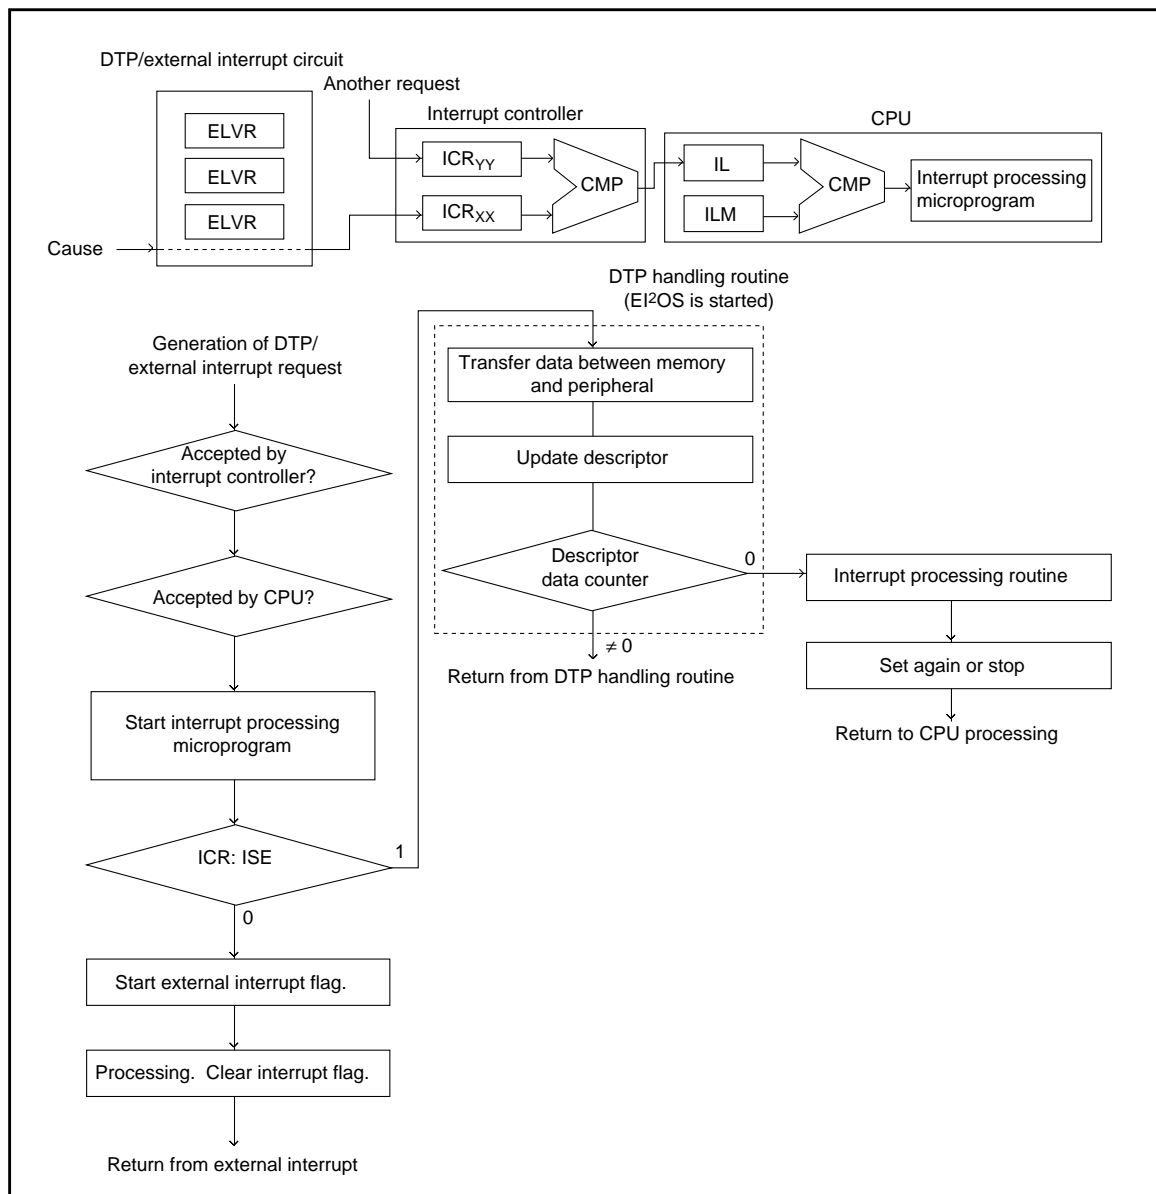 DTP/external interrupt circuit
Another request
Interrupt controller
CPU
ELVR
ELVR
ELVR
ICRYY
ICRXX
CMP
IL
ILM
CMP
Interrupt processing
microprogram
Cause
DTP handling routine
(EI2OS is started)
Generation of DTP/
external interrupt request
Transfer data between memory
and peripheral
Accepted by
interrupt controller?
Update descriptor
Descriptor
data counter
0
Interrupt processing routine
Accepted by CPU?
≠ 0
Return from DTP handling routine
Set again or stop
Return to CPU processing
Start interrupt processing
microprogram
ICR: ISE
1
0
Start external interrupt flag.
Processing.  Clear interrupt flag.
Return from external interrupt